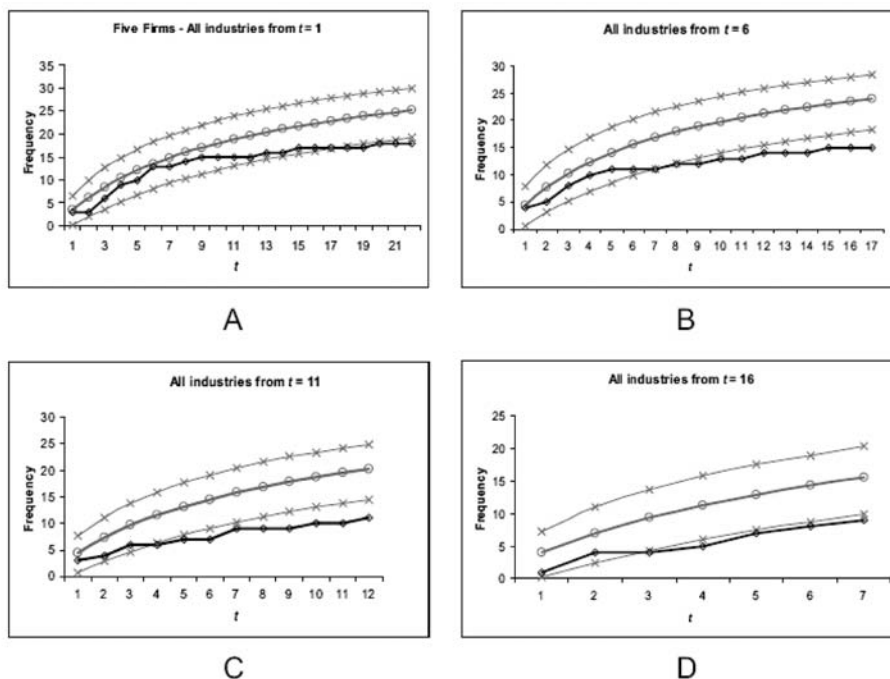 Five Firms - All industries from t = 1
35
30
25
20
15
10
5
0
Frequency
1 3 5 7 9 11 13 15 17 19 21
t
A
All industries from t = 6
30
25
20
15
10
5
0
Frequency
1 2 3 4 5 6 7 8 9 10 11 12 13 14 15 16 17
t
B
All industries from t = 11
30
25
20
15
10
5
0
Frequency
1 2 3 4 5 6 7 8 9 10 11 12
t
C
All industries from t = 16
25
20
15
10
5
0
Frequency
1 2 3 4 5 6 7
t
D